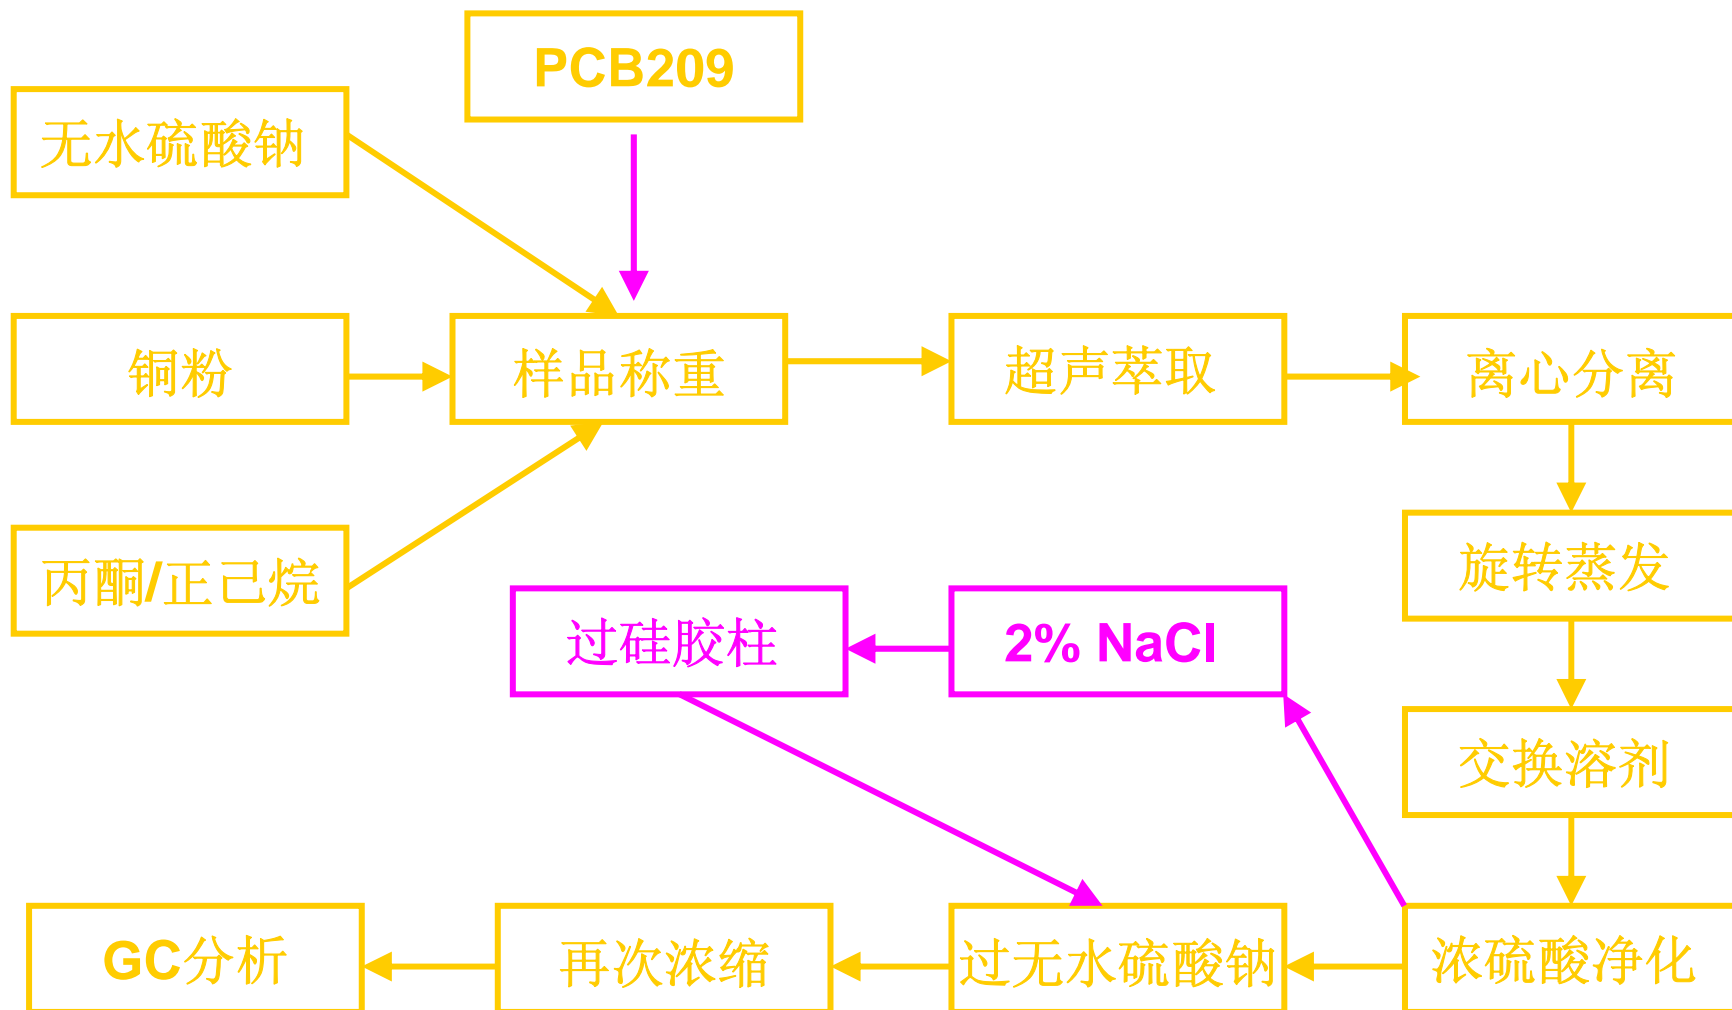 PCB209
无水硫酸钠
铜粉
样品称重
超声萃取
离心分离
丙酮/正己烷
旋转蒸发
过硅胶柱
2% NaCl
交换溶剂
GC分析
再次浓缩
过无水硫酸钠
浓硫酸净化